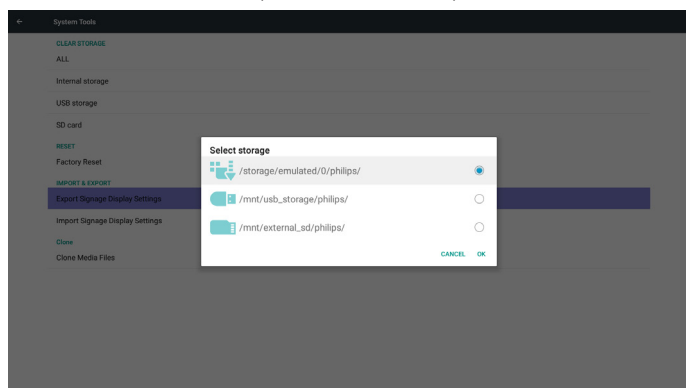 System Tools
CLEAR STORAGE
ALL
Internal storage
USB storage
SD card
RESET
Factory Reset
IMPORT & EXPORT
Export Signage Display Settings
Import Signage Display Settings
Clone
Clone Media Files
Select storage
/storage/emulated/0/philips/
/mnt/usb_storage/philips/
/mnt/external_sd/philips/
CANCEL OK